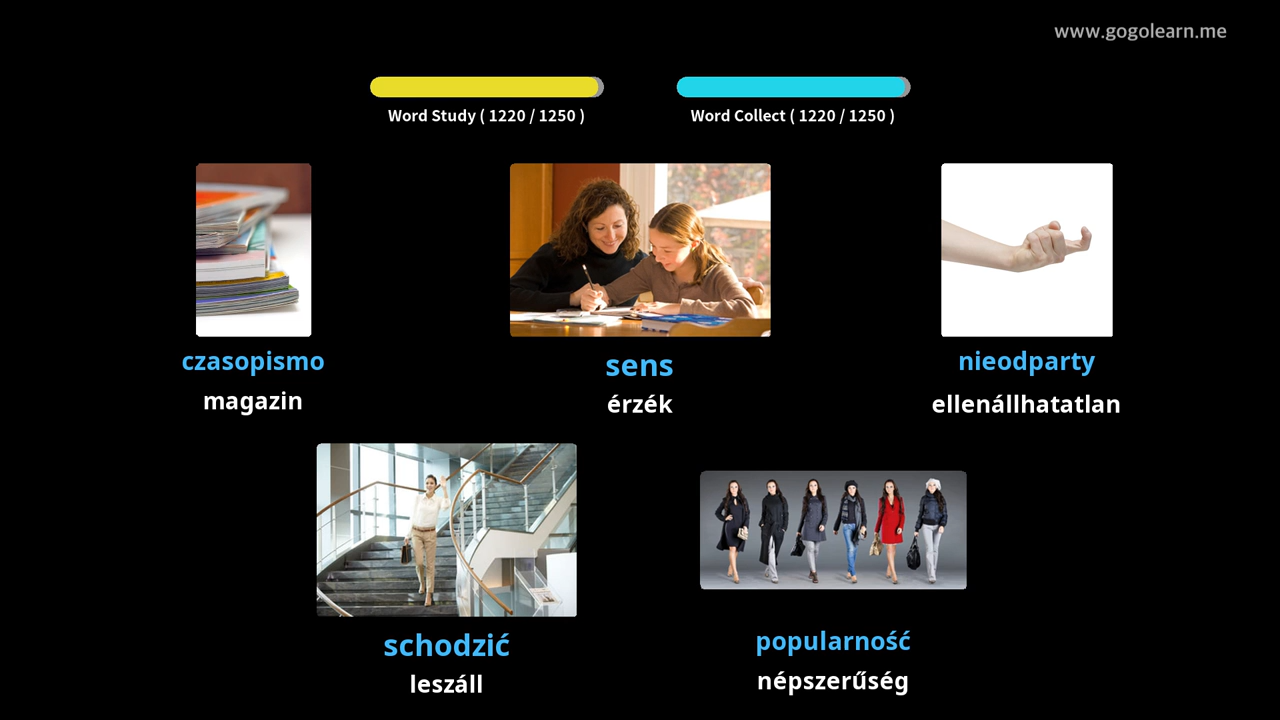 www.gogolearn.me
Word Study ( 1220 / 1250 )
Word Collect ( 1220 / 1250 )
czasopismo
magazin
sens
érzék
nieodparty
ellenállhatatlan
schodzić
leszáll
popularność
népszerűség